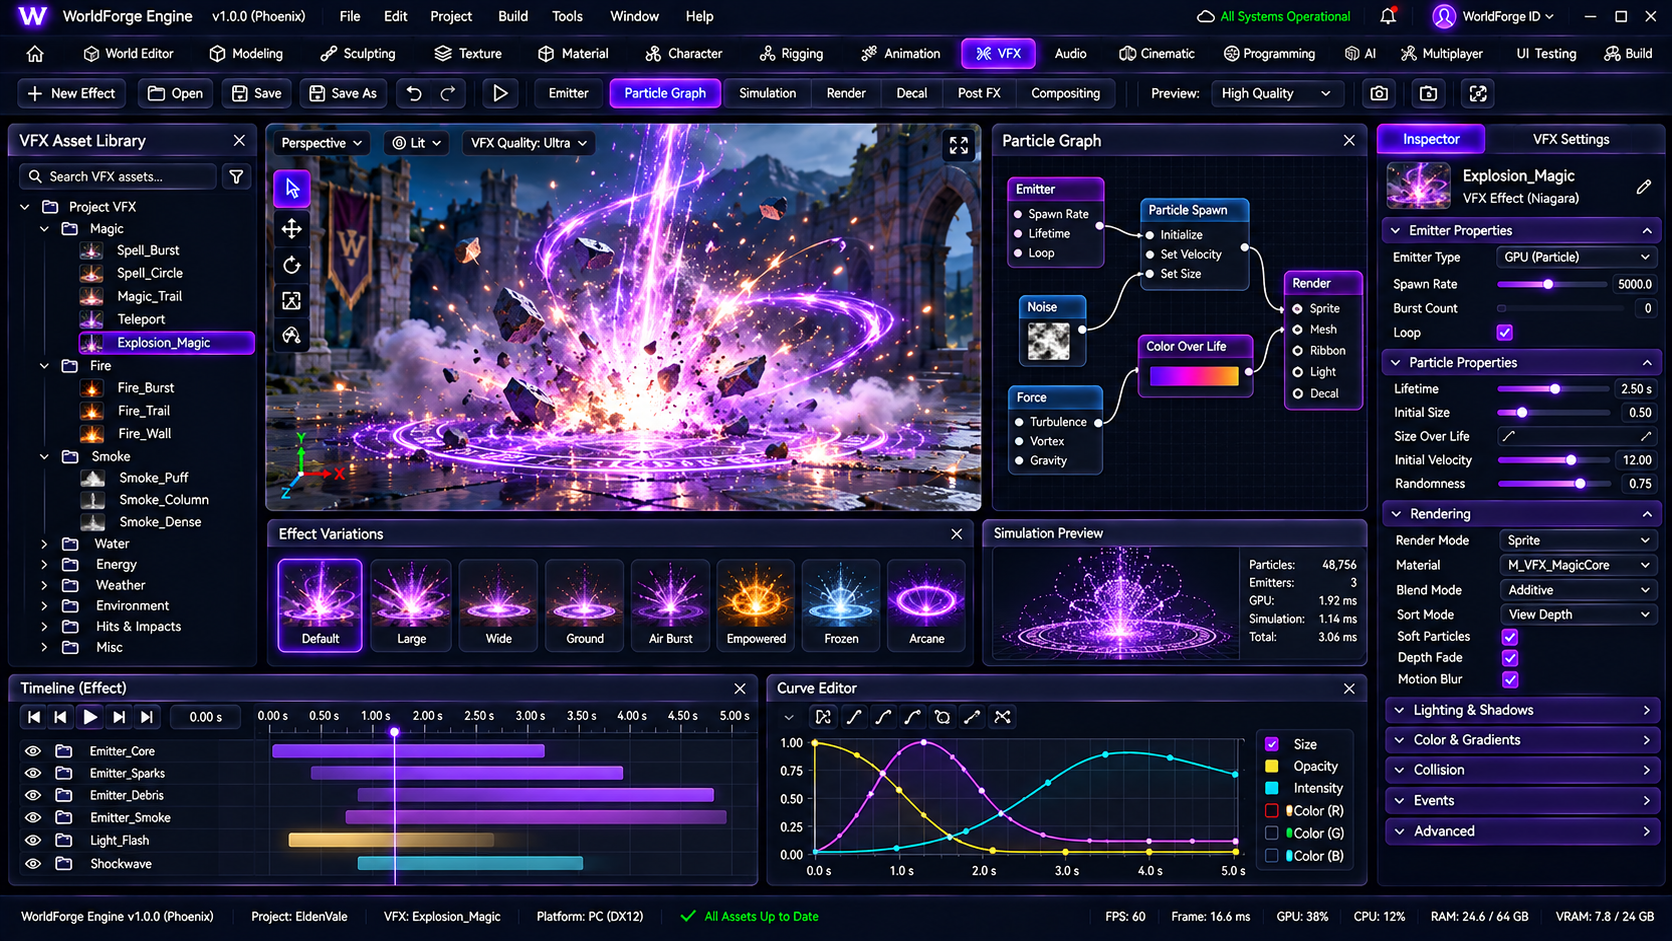 W WorldForge Engine v1.0.0 (Phoenix) File Edit Project Build Tools Window Help All Systems Operational WorldForge ID
World Editor Modeling Sculpting Texture Material Character Rigging Animation VFX Audio Cinematic Programming AI Multiplayer UI Testing Build
New Effect Open Save Save As Emitter Particle Graph Simulation Render Decal Post FX Compositing Preview: High Quality
VFX Asset Library
Search VFX assets...
Project VFX
Magic
Spell_Burst
Spell_Circle
Magic_Trail
Teleport
Explosion_Magic
Fire
Fire_Burst
Fire_Trail
Fire_Wall
Smoke
Smoke_Puff
Smoke_Column
Smoke_Dense
Water
Energy
Weather
Environment
Hits & Impacts
Misc
Perspective Lit VFX Quality: Ultra
W
Y
X
Z
Particle Graph
Emitter
Spawn Rate
Lifetime
Loop
Particle Spawn
Initialize
Set Velocity
Set Size
Noise
Color Over Life
Force
Turbulence
Vortex
Gravity
Render
Sprite
Mesh
Ribbon
Light
Decal
Effect Variations
Default Large Wide Ground Air Burst Empowered Frozen Arcane
Simulation Preview
Particles: 48,756
Emitters: 3
GPU: 1.92 ms
Simulation: 1.14 ms
Total: 3.06 ms
Inspector VFX Settings
Explosion_Magic
VFX Effect (Niagara)
Emitter Properties
Emitter Type GPU (Particle)
Spawn Rate 5000.0
Burst Count 0
Loop
Particle Properties
Lifetime 2.50 s
Initial Size 0.50
Size Over Life
Initial Velocity 12.00
Randomness 0.75
Rendering
Render Mode Sprite
Material M_VFX_MagicCore
Blend Mode Additive
Sort Mode View Depth
Soft Particles
Depth Fade
Motion Blur
Lighting & Shadows
Color & Gradients
Collision
Events
Advanced
Timeline (Effect)
0.00 s 0.00 s 0.50 s 1.00 s 2.00 s 2.50 s 3.00 s 3.50 s 4.00 s 4.50 s 5.00 s
Emitter_Core
Emitter_Sparks
Emitter_Debris
Emitter_Smoke
Light_Flash
Shockwave
Curve Editor
1.00
0.75
0.50
0.25
0.00
0.0 s 1.0 s 2.0 s 3.0 s 4.0 s 5.0 s
Size
Opacity
Intensity
Color (R)
Color (G)
Color (B)
WorldForge Engine v1.0.0 (Phoenix) Project: EldenVale VFX: Explosion_Magic Platform: PC (DX12) All Assets Up to Date FPS: 60 Frame: 16.6 ms GPU: 38% CPU: 12% RAM: 24.6 / 64 GB VRAM: 7.8 / 24 GB